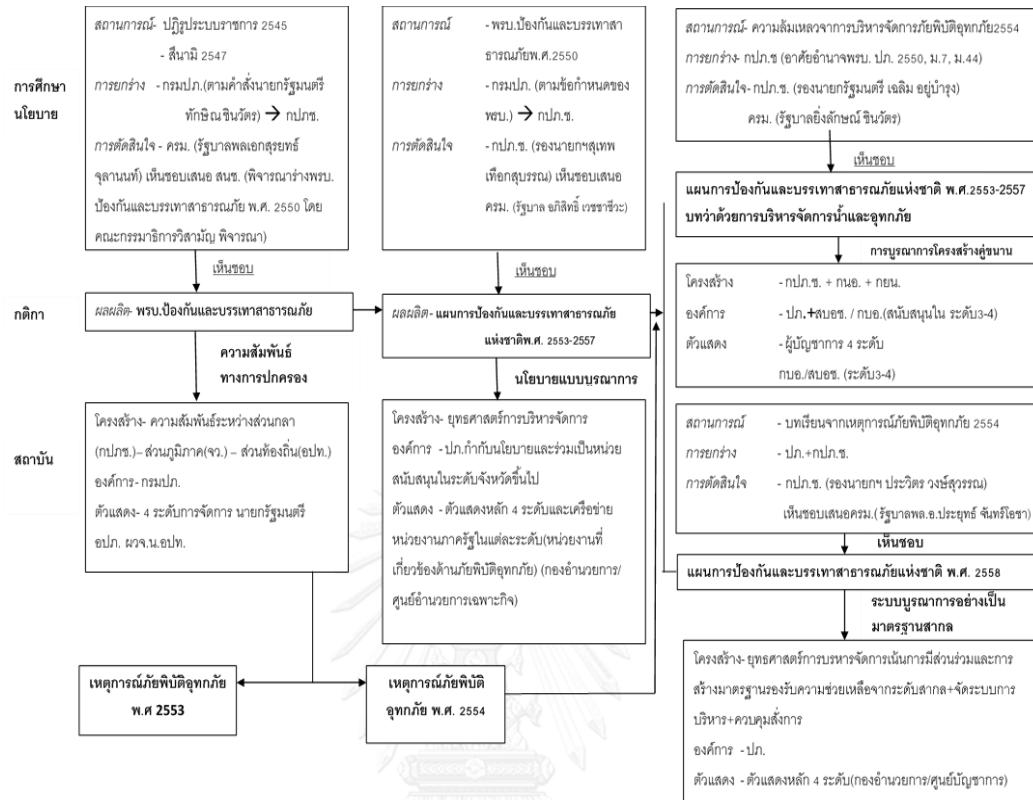 การศึกษา
นโยบาย
สถานการณ์- ปฏิรูประบบราชการ 2545
- สึนามิ 2547
การยกร่าง - กรมปภ.(ตามคำสั่งนายกรัฐมนตรี
ทักษิณ ชินวัตร) → กปภช.
การตัดสินใจ - ครม. (รัฐบาลพลเอกสุรยุทธ์
จุลานนท์) เห็นชอบเสนอ สนช. (พิจารณาร่างพรบ.
ป้องกันและบรรเทาสาธารณภัย พ.ศ. 2550 โดย
คณะกรรมาธิการวิสามัญ พิจารณา)
เห็นชอบ
สถานการณ์ -พรบ.ป้องกันและบรรเทาสา
ธารณภัยพ.ศ.2550
การยกร่าง - กรมปภ. (ตามข้อกำหนดของ
พรบ.) → กปภ.ช.
การตัดสินใจ -กปภ.ช. (รองนายกฯสุเทพ
เทือกสุบรรณ) เห็นชอบเสนอ
ครม. (รัฐบาล อภิสิทธิ์ เวชชาชีวะ)
เห็นชอบ
สถานการณ์- ความล้มเหลวจาการบริหารจัดการภัยพิบัติอุทกภัย2554
การยกร่าง- กปภ.ช (อาศัยอำนาจพรบ. ปภ. 2550, ม.7, ม.44)
การตัดสินใจ- กปภ.ช. (รองนายกรัฐมนตรี เฉลิม อยู่บำรุง)
ครม. (รัฐบาลยิ่งลักษณ์ ชินวัตร)
เห็นชอบ
แผนการป้องกันและบรรเทาสาธารณภัยแห่งชาติ พ.ศ.2553-2557
บทว่าด้วยการบริหารจัดการน้ำและอุทกภัย
การบูรณาการโครงสร้างคู่ขนาน
กติกา
ผลผลิต- พรบ.ป้องกันและบรรเทาสาธารณภัย
ความสัมพันธ์
ทางการปกครอง
ผลผลิต - แผนการป้องกันและบรรเทาสาธารณภัย
แห่งชาติพ.ศ. 2553-2557
นโยบายแบบบูรณาการ
โครงสร้าง - กปภ.ช. + กนอ. + กยน.
องค์การ - ปภ.+สบอช. / กบอ.(สนับสนุนใน ระดับ3-4)
ตัวแสดง - ผู้บัญชาการ 4 ระดับ
กบอ./สบอช. (ระดับ3-4)
สถาบัน
โครงสร้าง- ความสัมพันธ์ระหว่างส่วนกลา
(กปภช.)– ส่วนภูมิภาค(จว.) – ส่วนท้องถิ่น(อปท.)
องค์การ- กรมปภ.
ตัวแสดง- 4 ระดับการจัดการ นายกรัฐมนตรี
อปภ. ผวจ.น.อปท.
โครงสร้าง- ยุทธศาสตร์การบริหารจัดการ
องค์การ -ปภ.กำกับนโยบายและร่วมเป็นหน่วย
สนับสนุนในระดับจังหวัดขึ้นไป
ตัวแสดง - ตัวแสดงหลัก 4 ระดับและเครือข่าย
หน่วยงานภาครัฐในแต่ละระดับ(หน่วยงานที่
เกี่ยวข้องด้านภัยพิบัติอุทกภัย) (กองอำนวยการ/
ศูนย์อำนวยการเฉพาะกิจ)
สถานการณ์ - บทเรียนจากเหตุการณ์ภัยพิบัติอุทกภัย 2554
การยกร่าง - ปภ.+กปภ.ช.
การตัดสินใจ - กปภ.ช. (รองนายกฯ ประวิตร วงษ์สุวรรณ)
เห็นชอบเสนอครม.(รัฐบาลพล.อ.ประยุทธ์ จันทร์โอชา)
เห็นชอบ
แผนการป้องกันและบรรเทาสาธารณภัยแห่งชาติ พ.ศ. 2558
ระบบบูรณาการอย่างเป็น
มาตรฐานสากล
เหตุการณ์ภัยพิบัติอุทกภัย
พ.ศ 2553
เหตุการณ์ภัยพิบัติ
อุทกภัย พ.ศ. 2554
โครงสร้าง-ยุทธศาสตร์การบรหารจัดการเน้นการมีส่วนร่วมและการ
สร้างมาตรฐานรองรับความช่วยเหลือจากระดับสากล+จัดระบบการ
บริหาร+ควบคุมสั่งการ
องค์การ -ปภ.
ตัวแสดง - ตัวแสดงหลัก 4 ระดับ(กองอำนวยการ/ศูนย์บัญชาการ)